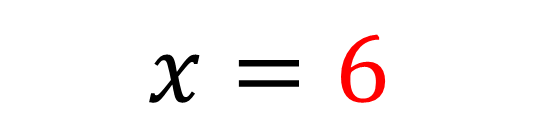 x = 6